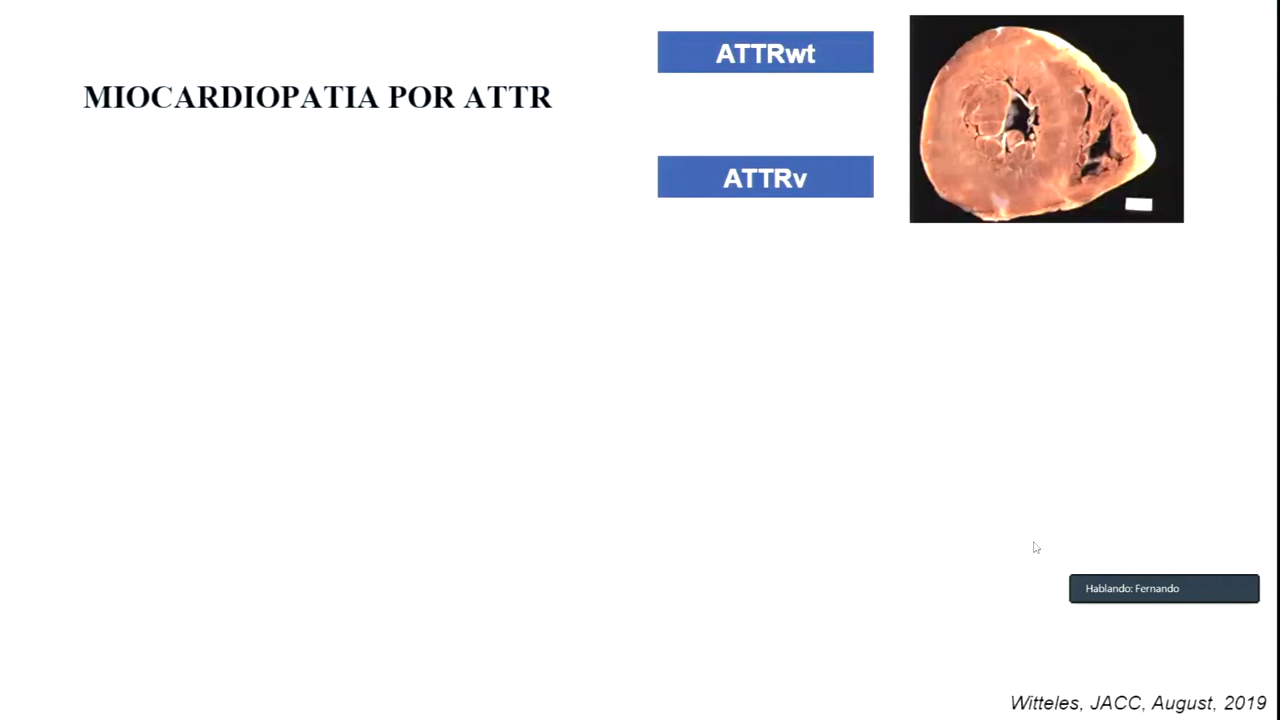 ATTRwt
MIOCARDIOPATIA POR ATTR
ATTRv
Hablando: Fernando
Witteles, JACC, August, 2019